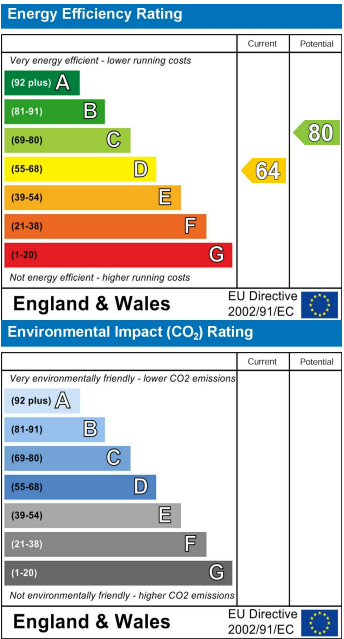 Energy Efficiency Rating
Current Potential
Very energy efficient - lower running costs
(92 plus) A
(81-91) B
(69-80) C
(55-68) D
(39-54) E
(21-38) F
(1-20) G
64
80
Not energy efficient - higher running costs
England & Wales
EU Directive
2002/91/EC
Environmental Impact (CO₂) Rating
Current Potential
Very environmentally friendly - lower CO2 emissions
(92 plus) A
(81-91) B
(69-80) C
(55-68) D
(39-54) E
(21-38) F
(1-20) G
Not environmentally friendly - higher CO2 emissions
England & Wales
EU Directive
2002/91/EC